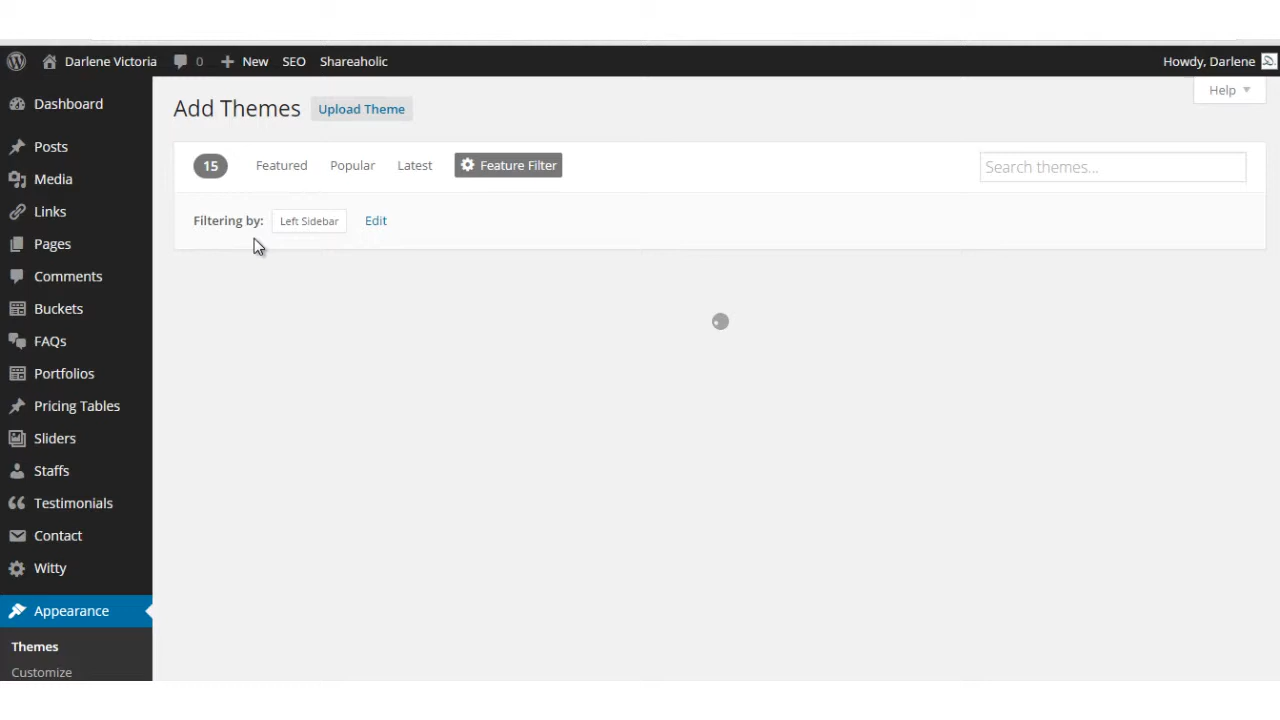 Darlene Victoria 0 New SEO Shareaholic Howdy, Darlene
Help
Dashboard
Posts
Media
Links
Pages
Comments
Buckets
FAQs
Portfolios
Pricing Tables
Sliders
Staffs
Testimonials
Contact
Witty
Appearance
Themes
Customize
Add Themes Upload Theme
15 Featured Popular Latest Feature Filter Search themes...
Filtering by: Left Sidebar Edit